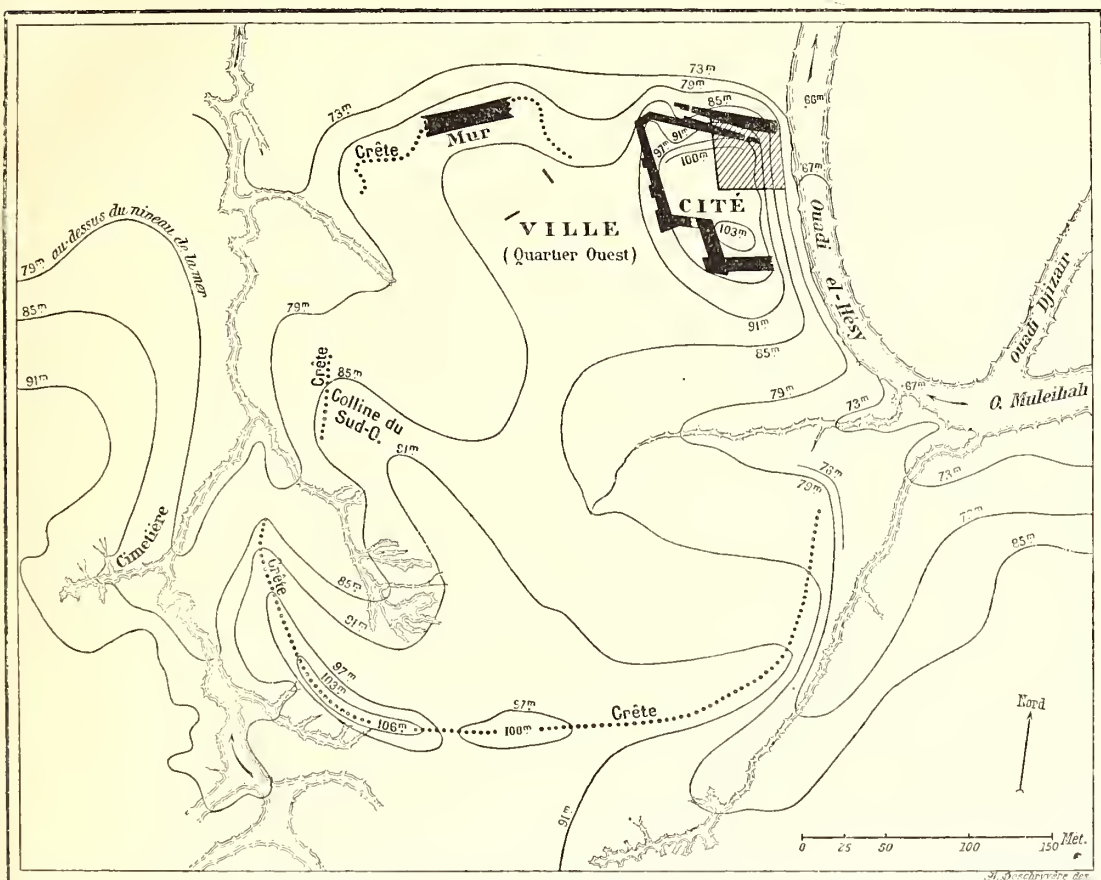 73m
79m
85m
66m
73m
91m
Crête
Mur
97m
100m
67m
CITÉ
103m
VILLE
(Quartier Ouest)
Ouadi
el-Hésy
Ouadi Djizair
79m au-dessus du niveau de la mer
85m
79m
91m
85m
91m
Crête
85m
Colline du
Sud-O.
79m
67m
O. Muleihah
73m
91m
73m
79m
73m
85m
Cimetière
Crête
85m
91m
97m
103m
106m
97m
100m
Crête
Nord
91m
0 25 50 100 150 Mèt.